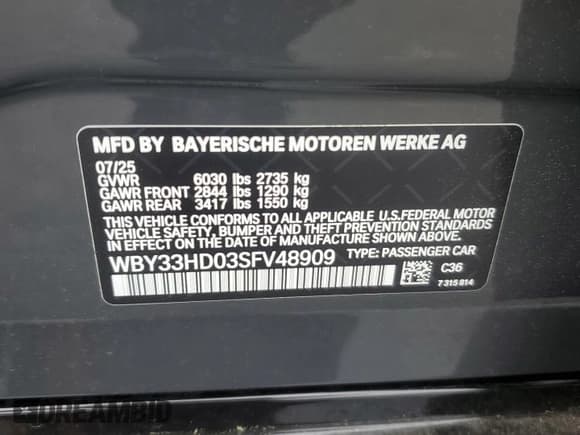 MFD BY BAYERISCHE MOTOREN WERKE AG
07/25
GVWR 6030 lbs 2735 kg
GAWR FRONT 2844 lbs 1290 kg
GAWR REAR 3417 lbs 1550 kg
THIS VEHICLE CONFORMS TO ALL APPLICABLE U.S.FEDERAL MOTOR
VEHICLE SAFETY, BUMPER AND THEFT PREVENTION STANDARDS
IN EFFECT ON THE DATE OF MANUFACTURE SHOWN ABOVE.
WBY33HD03SFV48909 TYPE: PASSENGER CAR
C36
7 315 814
DREAMBID